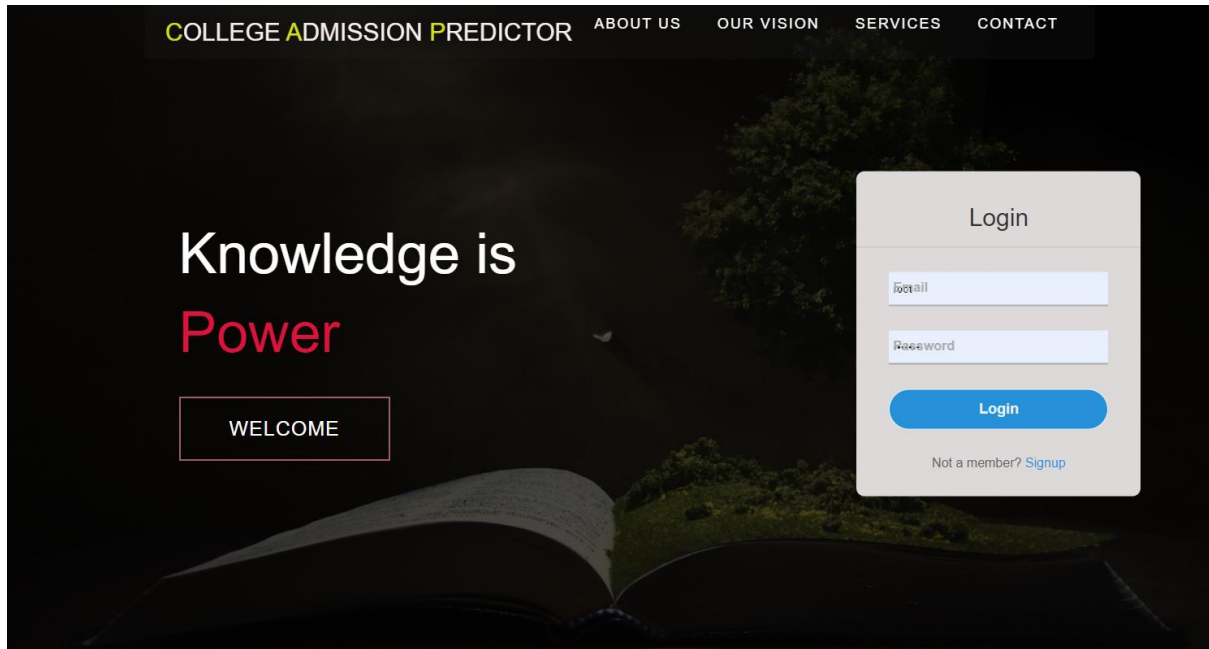 COLLEGE ADMISSION PREDICTOR ABOUT US OUR VISION SERVICES CONTACT
Knowledge is
Power
WELCOME
Login
Email
root
Password
Login
Not a member? Signup